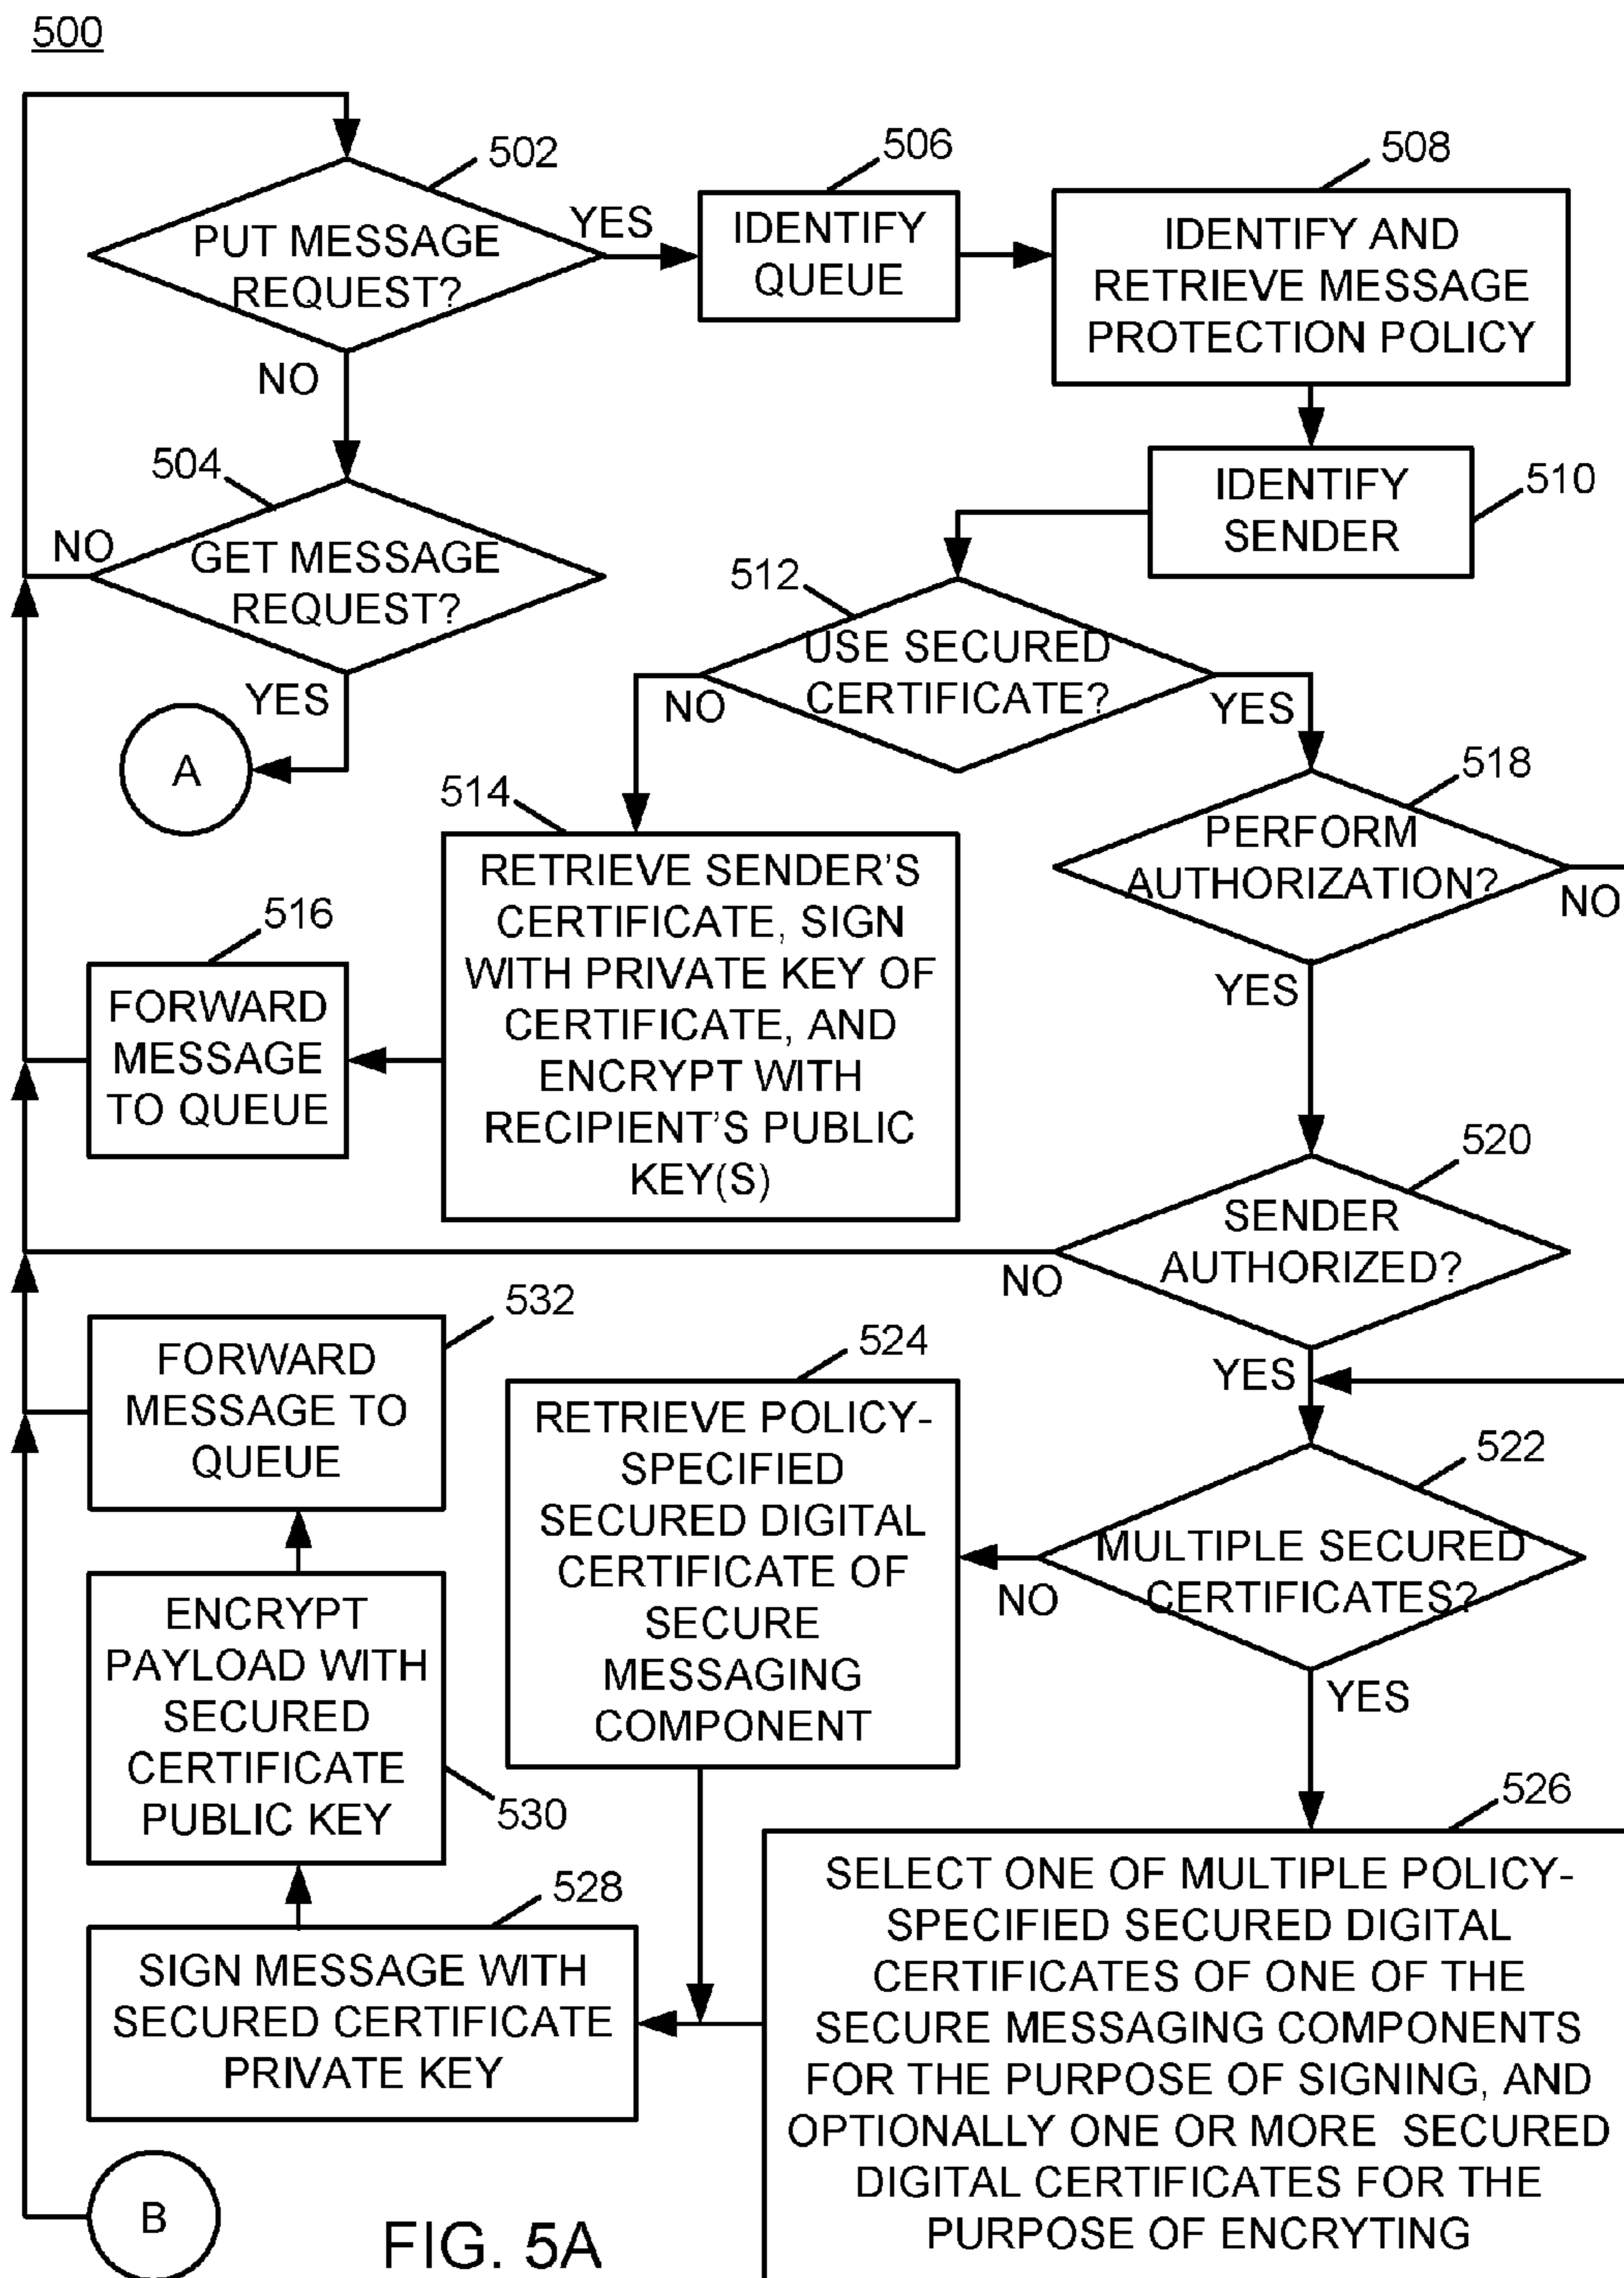 500
502
PUT MESSAGE
REQUEST?
YES
NO
506
IDENTIFY
QUEUE
508
IDENTIFY AND
RETRIEVE MESSAGE
PROTECTION POLICY
504
GET MESSAGE
REQUEST?
NO
YES
A
510
IDENTIFY
SENDER
512
USE SECURED
CERTIFICATE?
NO
YES
514
RETRIEVE SENDER'S
CERTIFICATE, SIGN
WITH PRIVATE KEY OF
CERTIFICATE, AND
ENCRYPT WITH
RECIPIENT'S PUBLIC
KEY(S)
516
FORWARD
MESSAGE
TO QUEUE
518
PERFORM
AUTHORIZATION?
NO
YES
520
SENDER
AUTHORIZED?
NO
YES
522
MULTIPLE SECURED
CERTIFICATES?
NO
YES
524
RETRIEVE POLICY-
SPECIFIED
SECURED DIGITAL
CERTIFICATE OF
SECURE
MESSAGING
COMPONENT
526
SELECT ONE OF MULTIPLE POLICY-
SPECIFIED SECURED DIGITAL
CERTIFICATES OF ONE OF THE
SECURE MESSAGING COMPONENTS
FOR THE PURPOSE OF SIGNING, AND
OPTIONALLY ONE OR MORE SECURED
DIGITAL CERTIFICATES FOR THE
PURPOSE OF ENCRYTING
528
SIGN MESSAGE WITH
SECURED CERTIFICATE
PRIVATE KEY
530
ENCRYPT
PAYLOAD WITH
SECURED
CERTIFICATE
PUBLIC KEY
532
FORWARD
MESSAGE TO
QUEUE
B
FIG. 5A